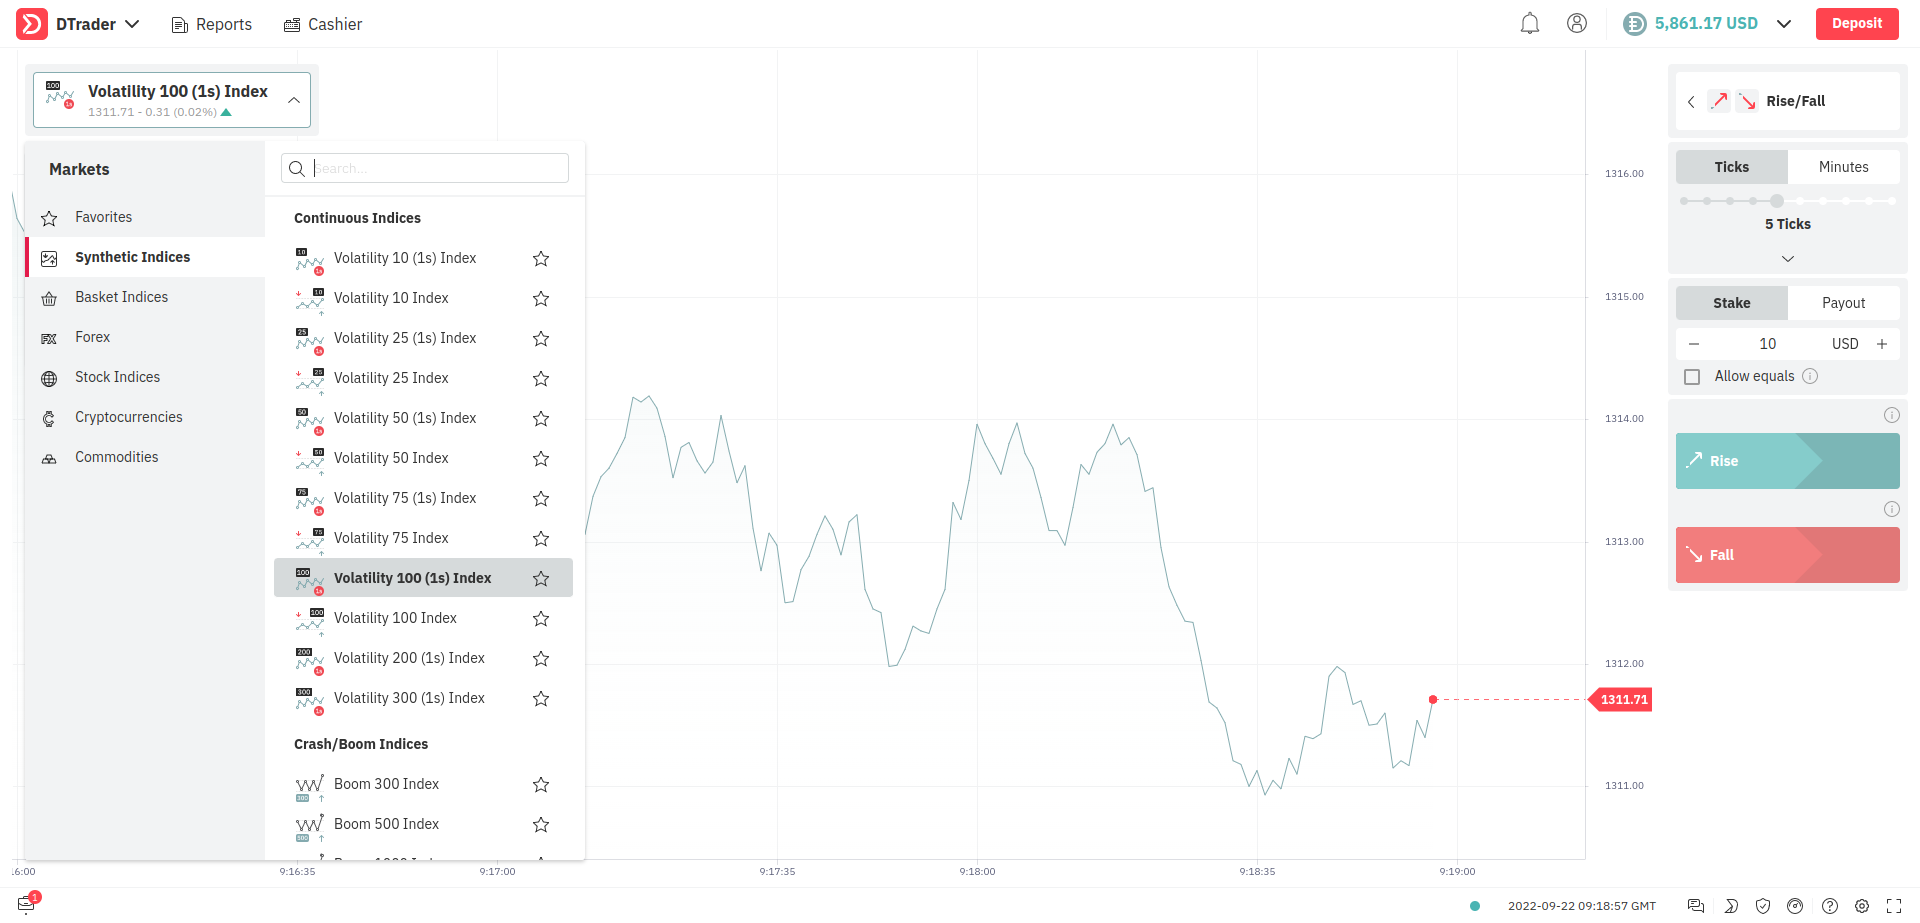 DTrader
Reports
Cashier
5,861.17 USD
Deposit
Volatility 100 (1s) Index
1311.71 - 0.31 (0.02%)
Markets
Favorites
Synthetic Indices
Basket Indices
Forex
Stock Indices
Cryptocurrencies
Commodities
Search...
Continuous Indices
Volatility 10 (1s) Index
Volatility 10 Index
Volatility 25 (1s) Index
Volatility 25 Index
Volatility 50 (1s) Index
Volatility 50 Index
Volatility 75 (1s) Index
Volatility 75 Index
Volatility 100 (1s) Index
Volatility 100 Index
Volatility 200 (1s) Index
Volatility 300 (1s) Index
Crash/Boom Indices
Boom 300 Index
Boom 500 Index
1316.00
1315.00
1314.00
1313.00
1312.00
1311.71
1311.00
:6:00
9:16:35
9:17:00
9:17:35
9:18:00
9:18:35
9:19:00
Rise/Fall
Ticks
Minutes
5 Ticks
Stake
Payout
10
USD
Allow equals
Rise
Fall
1
2022-09-22 09:18:57 GMT